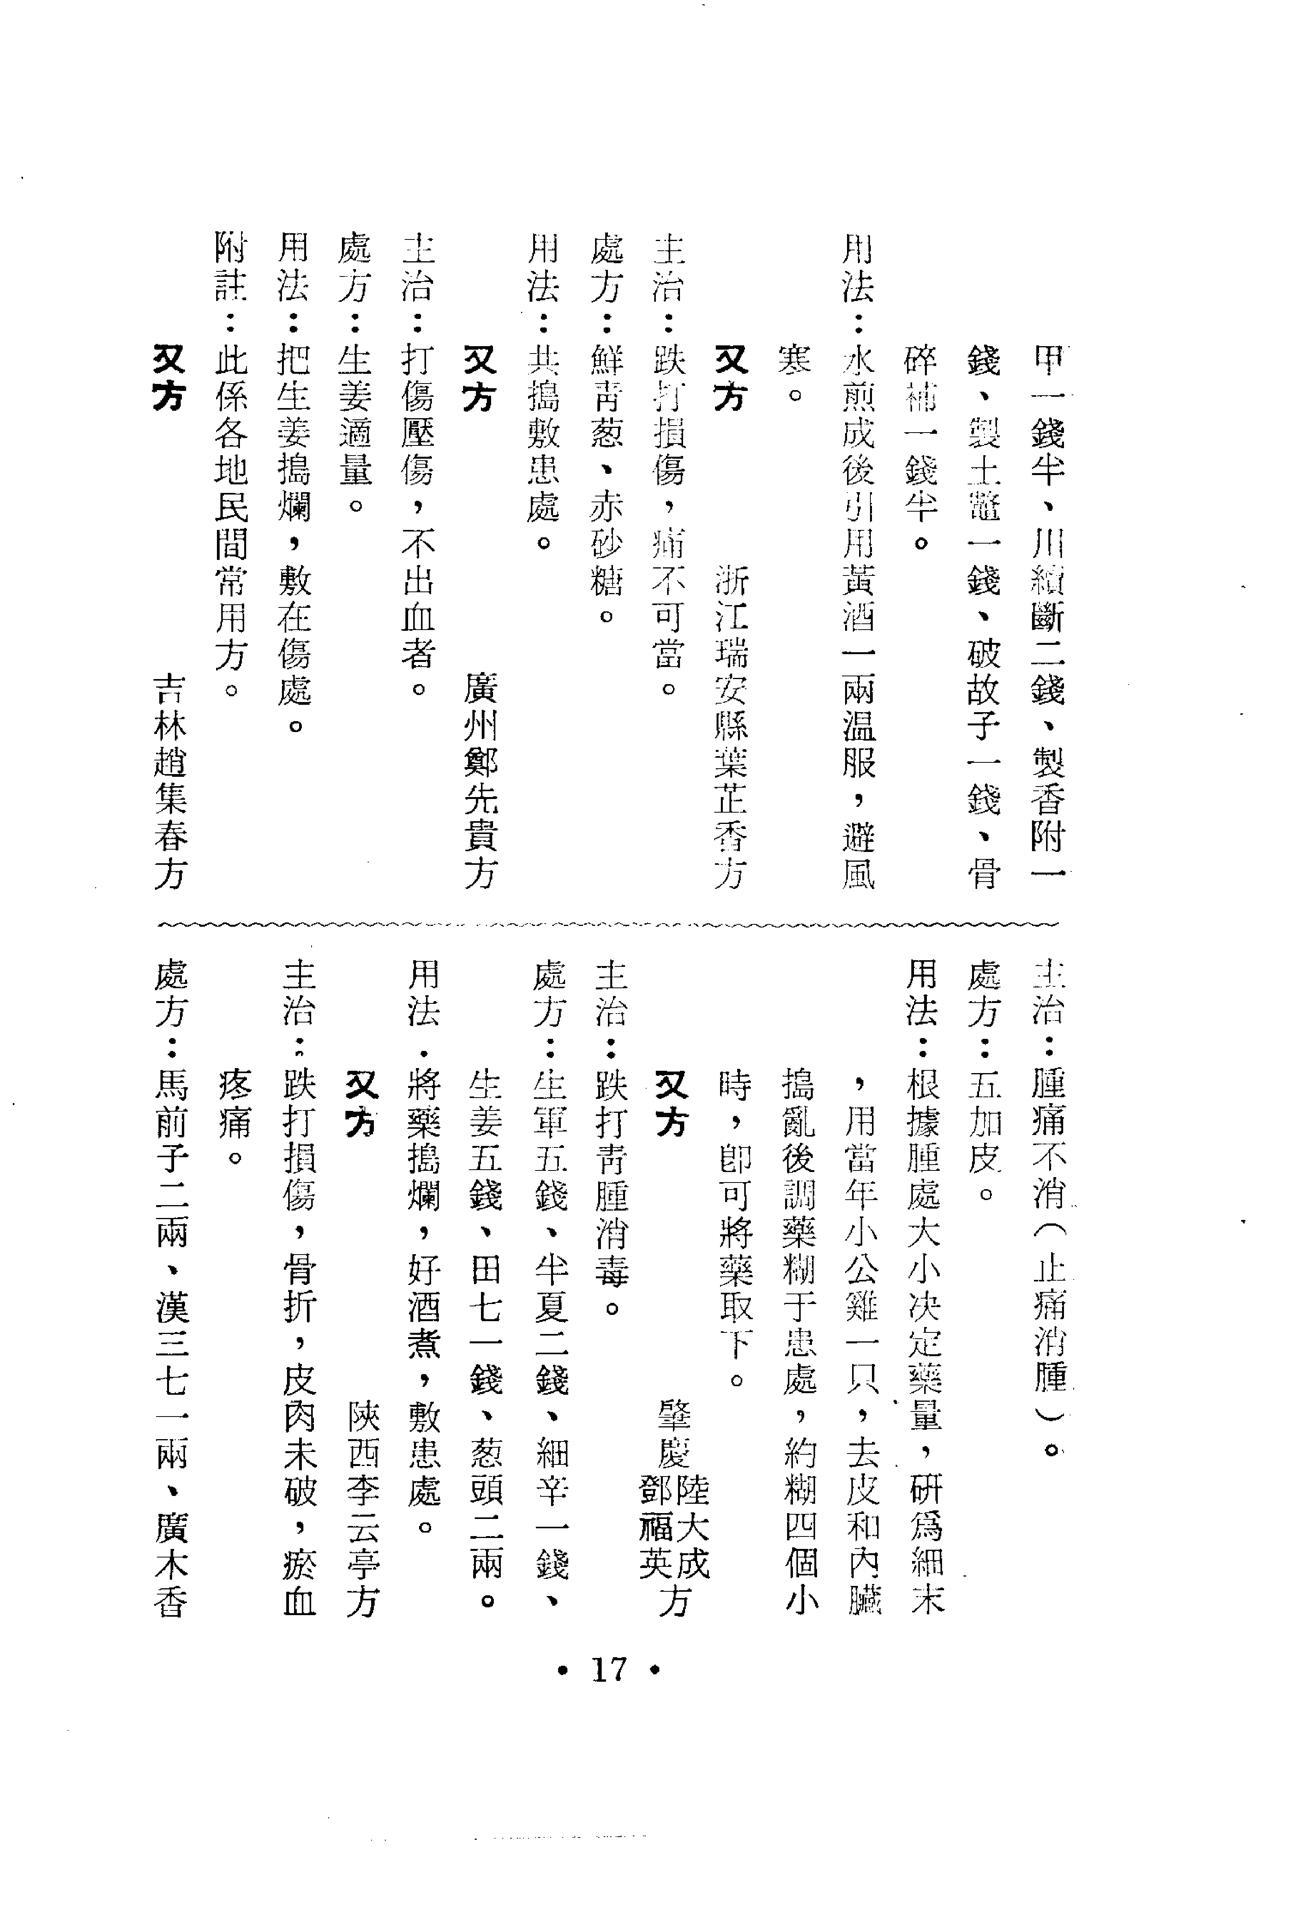 甲一錢半、川續斷二錢、製香附一
錢、製土鼈一錢、破故子一錢、骨
碎補一錢半。
用法：水煎成後引用黃酒一兩温服，避風
寒。
又方　浙江瑞安縣葉芷香方
主治：跌打損傷，痛不可當。
處方：鮮青葱、赤砂糖。
用法：共搗敷患處。
又方　廣州鄭先貴方
主治：打傷壓傷，不出血者。
處方：生姜適量。
用法：把生姜搗爛，敷在傷處。
附註：此係各地民間常用方。
又方　吉林趙集春方
主治：腫痛不消（止痛消腫）。
處方：五加皮。
用法：根據腫處大小决定藥量，研爲細末
，用當年小公雞一只，去皮和內臟
搗亂後調藥糊于患處，約糊四個小
時，卽可將藥取下。
又方　肇慶陸大成鄧福英方
主治：跌打青腫消毒。
處方：生軍五錢、半夏二錢、細辛一錢、
生姜五錢、田七一錢、葱頭二兩。
用法．將藥搗爛，好酒煮，敷患處。
又方　陝西李云亭方
主治：跌打損傷，骨折，皮肉未破，瘀血
疼痛。
處方：馬前子二兩、漢三七一兩、廣木香
• 17 •